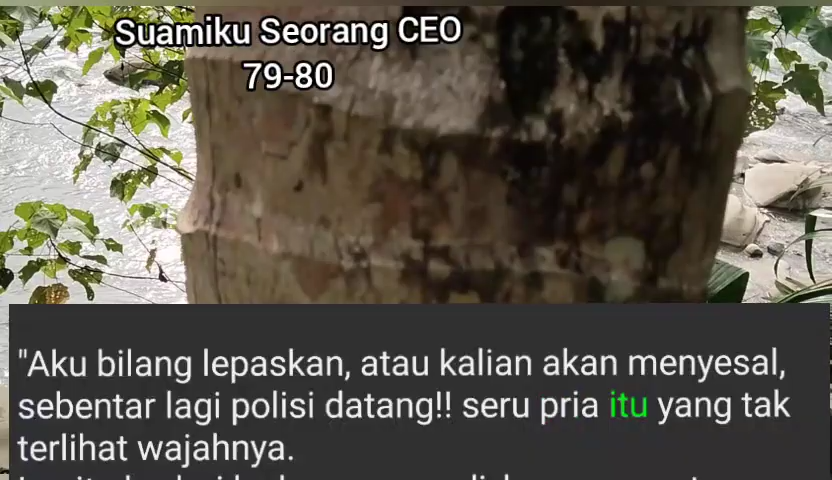 Suamiku Seorang CEO
79-80
"Aku bilang lepaskan, atau kalian akan menyesal,
sebentar lagi polisi datang!! seru pria itu yang tak
terlihat wajahnya.